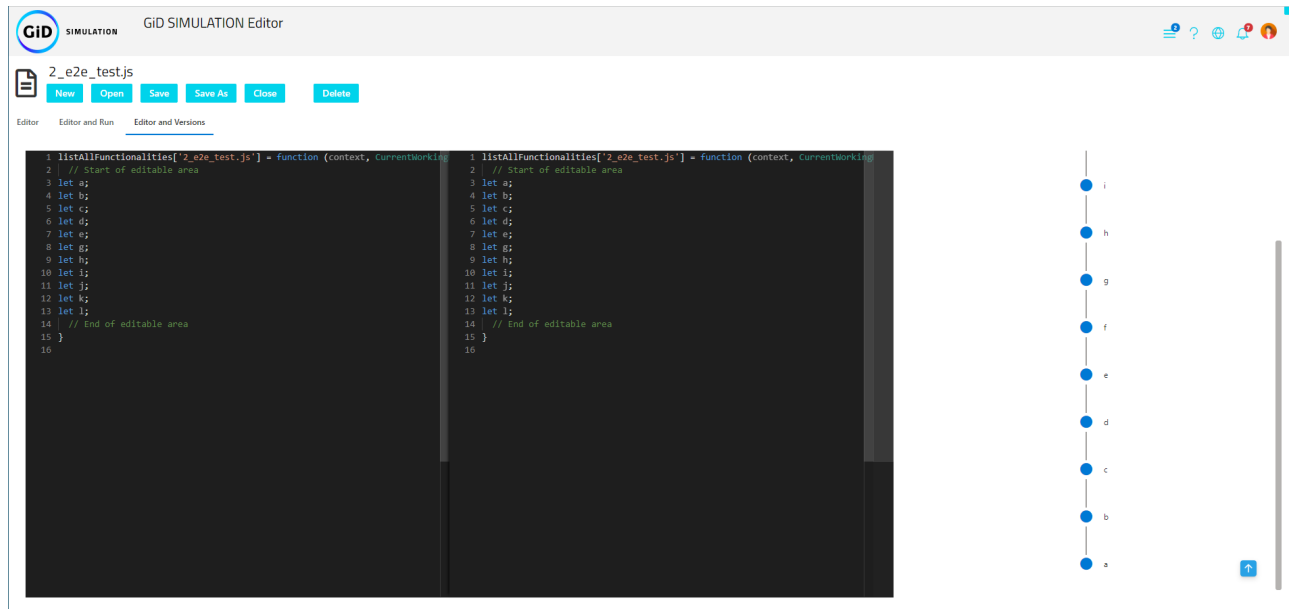 GiD SIMULATION
GiD SIMULATION Editor
2
7
2_e2e_test.js
New Open Save Save As Close Delete
Editor Editor and Run Editor and Versions
1 listAllFunctionalities['2_e2e_test.js'] = function (context, CurrentWorking
2 // Start of editable area
3 let a;
4 let b;
5 let c;
6 let d;
7 let e;
8 let g;
9 let h;
10 let i;
11 let j;
12 let k;
13 let l;
14 // End of editable area
15 }
16
1 listAllFunctionalities['2_e2e_test.js'] = function (context, CurrentWorking
2 // Start of editable area
3 let a;
4 let b;
5 let c;
6 let d;
7 let e;
8 let g;
9 let h;
10 let i;
11 let j;
12 let k;
13 let l;
14 // End of editable area
15 }
16
i
h
g
f
e
d
c
b
a